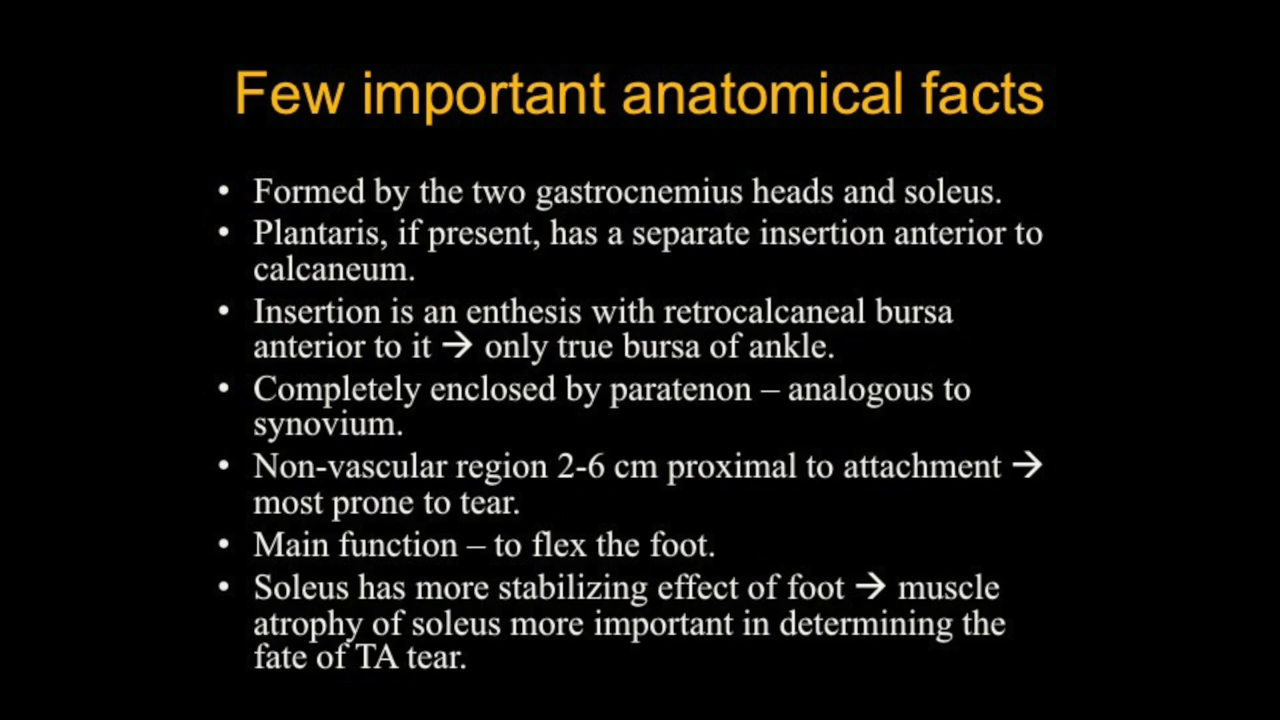 Few important anatomical facts
• Formed by the two gastrocnemius heads and soleus.
• Plantaris, if present, has a separate insertion anterior to
calcaneum.
• Insertion is an enthesis with retrocalcaneal bursa
anterior to it → only true bursa of ankle.
• Completely enclosed by paratenon – analogous to
synovium.
• Non-vascular region 2-6 cm proximal to attachment →
most prone to tear.
• Main function – to flex the foot.
• Soleus has more stabilizing effect of foot → muscle
atrophy of soleus more important in determining the
fate of TA tear.